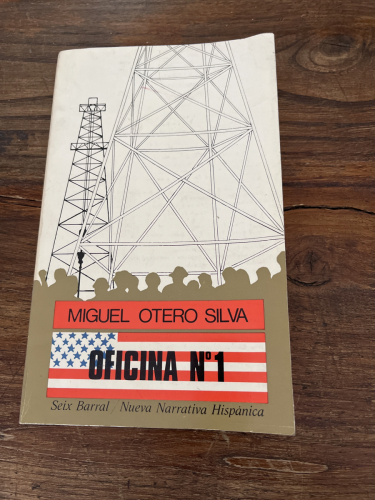 MIGUEL OTERO SILVA
OFICINA Nº1
Seix Barral / Nueva Narrativa Hispánica